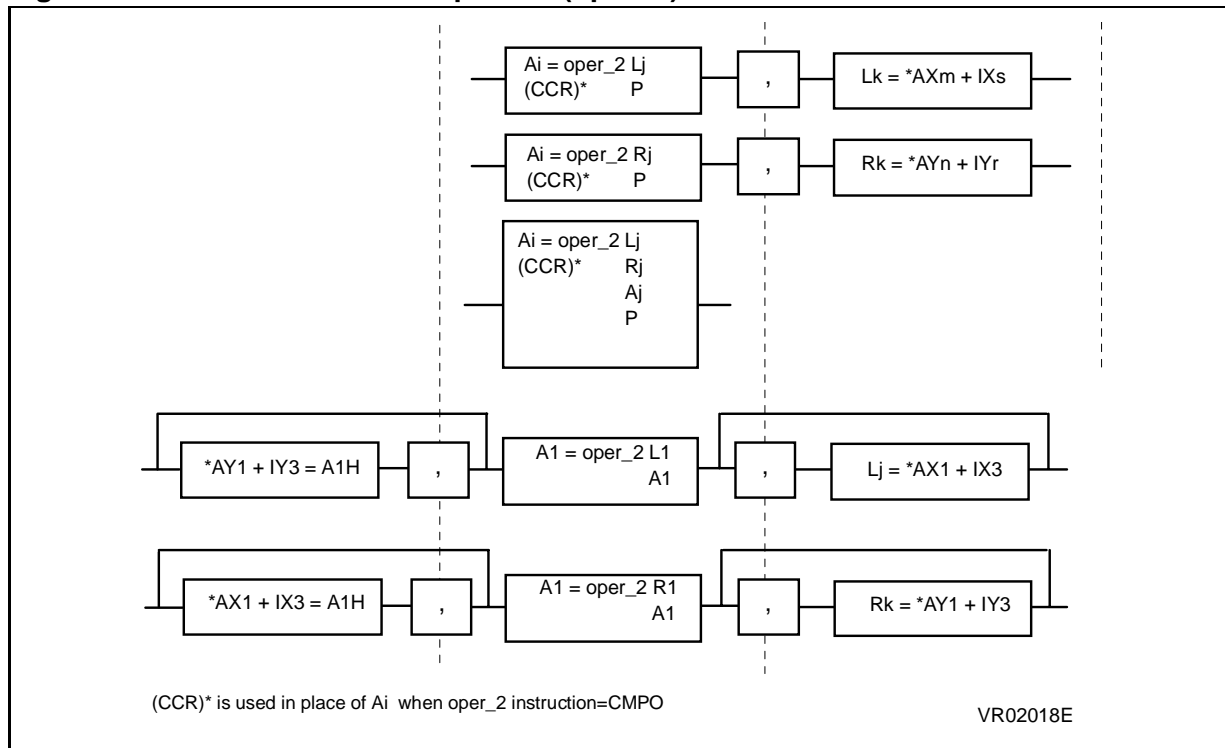 Ai = oper_2 Lj
(CCR)* P
,
Lk = *AXm + IXs
Ai = oper_2 Rj
(CCR)* P
,
Rk = *AYn + IYr
Ai = oper_2 Lj
(CCR)* Rj
Aj
P
*AY1 + IY3 = A1H
,
A1 = oper_2 L1
A1
,
Lj = *AX1 + IX3
*AX1 + IX3 = A1H
,
A1 = oper_2 R1
A1
,
Rk = *AY1 + IY3
(CCR)* is used in place of Ai when oper_2 instruction=CMPO
VR02018E